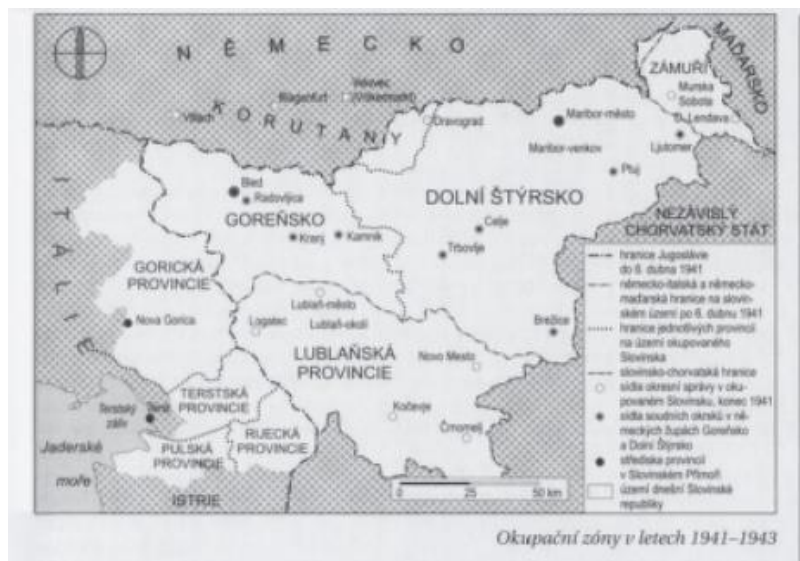 NĚMECKO
MAĎARSKO
KORUTANY
ZÁMUŘÍ
Velikovec
(Völkermarkt)
Klagenfurt
Villach
Dravograd
Murska
Sobota
D. Lendava
Maribor-město
Maribor-venkov
Ljutomer
Ptuj
Bled
Radovljica
GOREŇSKO
Kranj
Kamnik
DOLNÍ ŠTÝRSKO
Celje
Trbovlje
ITÁLIE
NEZÁVISLÝ
CHORVATSKÝ STÁT
GORICKÁ
PROVINCIE
Nova Gorica
Lublaň-město
Lublaň-okolí
Logatec
Brežice
LUBLAŇSKÁ
PROVINCIE
Novo Mesto
Kočevje
Črnomelj
TERSTSKÁ
PROVINCIE
Terstský
záliv
Terst
PULSKÁ
PROVINCIE
RIJECKÁ
PROVINCIE
Jaderské
moře
ISTRIE
0 25 50 km
hranice Jugoslávie
do 6. dubna 1941
německo-italská a německo-
maďarská hranice na slovin-
ském území po 6. dubnu 1941
hranice jednotlivých provincií
na území okupovaného
Slovinska
slovinsko-chorvatská hranice
sídla okresní správy v oku-
povaném Slovinsku, konec 1941
sídla soudních okrsků v ně-
meckých župách Goreňsko
a Dolní Štýrsko
střediska provincií
v Slovinském Přímoří
území dnešní Slovinské
republiky
Okupační zóny v letech 1941–1943